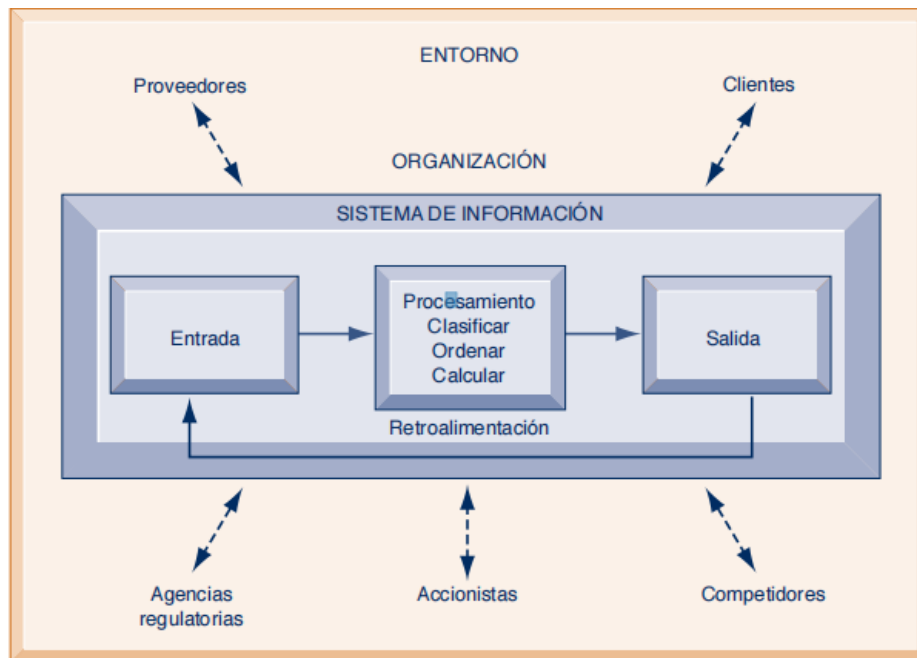 ENTORNO
Proveedores
Clientes
ORGANIZACIÓN
SISTEMA DE INFORMACIÓN
Entrada
Procesamiento
Clasificar
Ordenar
Calcular
Salida
Retroalimentación
Agencias
regulatorias
Accionistas
Competidores